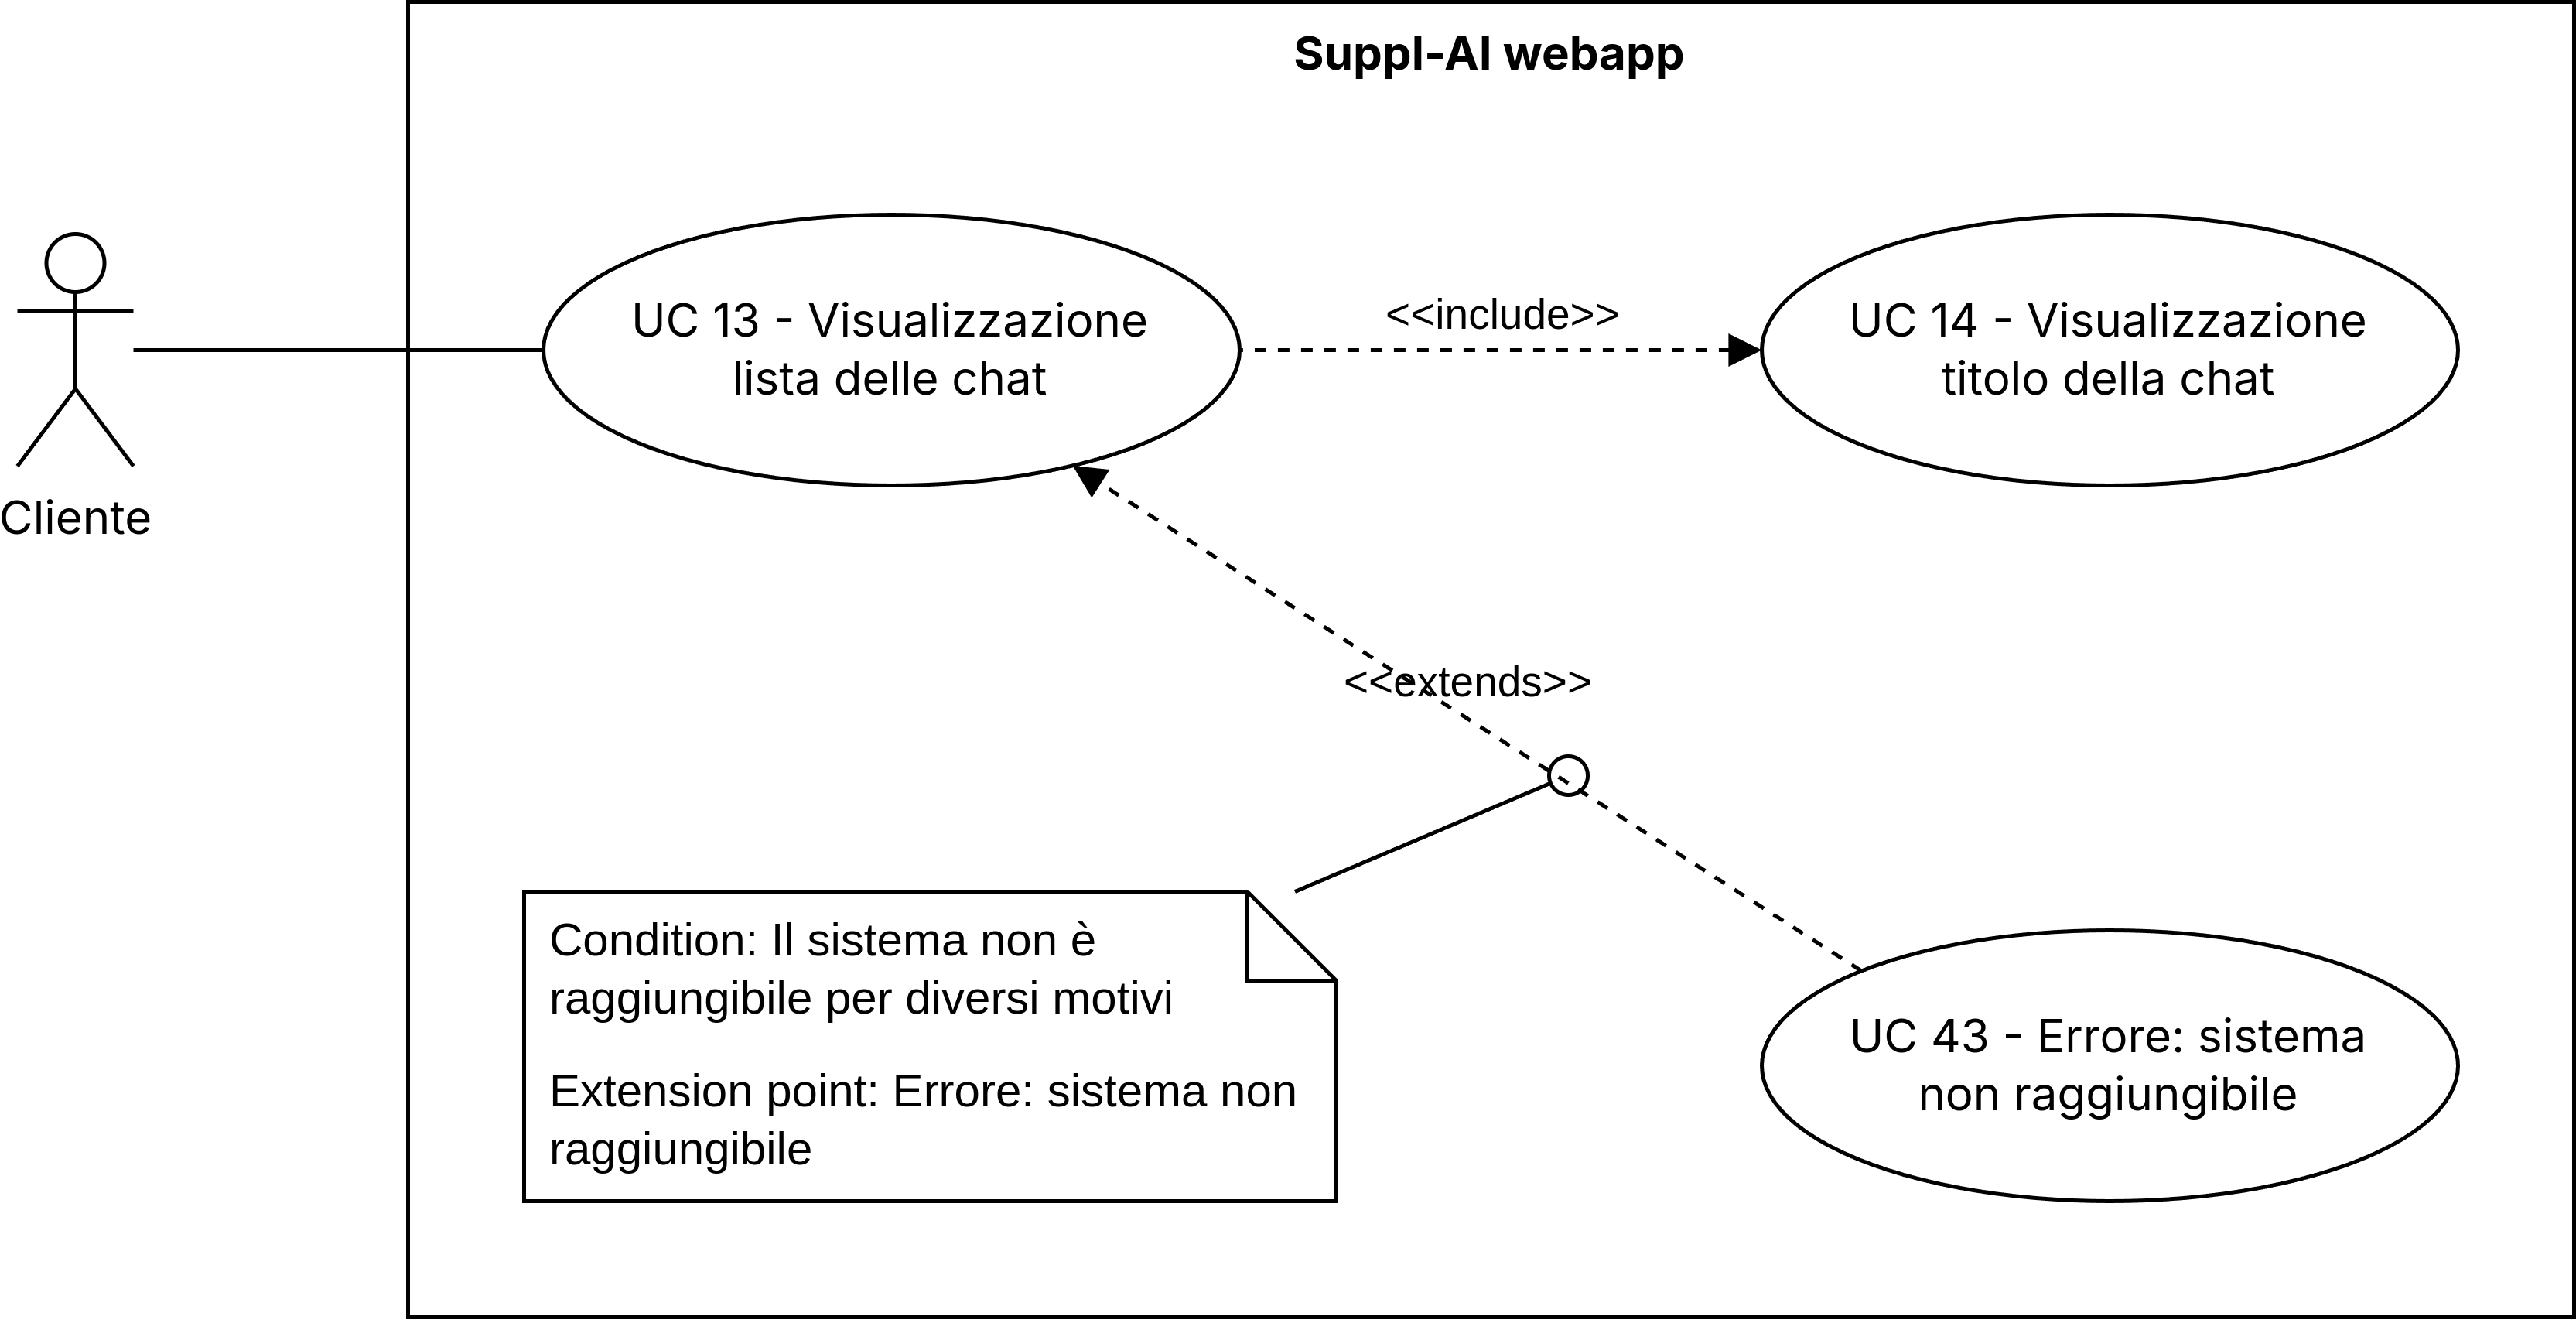 Suppl-AI webapp
UC 13 - Visualizzazione
lista delle chat
<<include>>
UC 14 - Visualizzazione
titolo della chat
Cliente
<<extends>>
Condition: Il sistema non è
raggiungibile per diversi motivi
Extension point: Errore: sistema non
raggiungibile
UC 43 - Errore: sistema
non raggiungibile